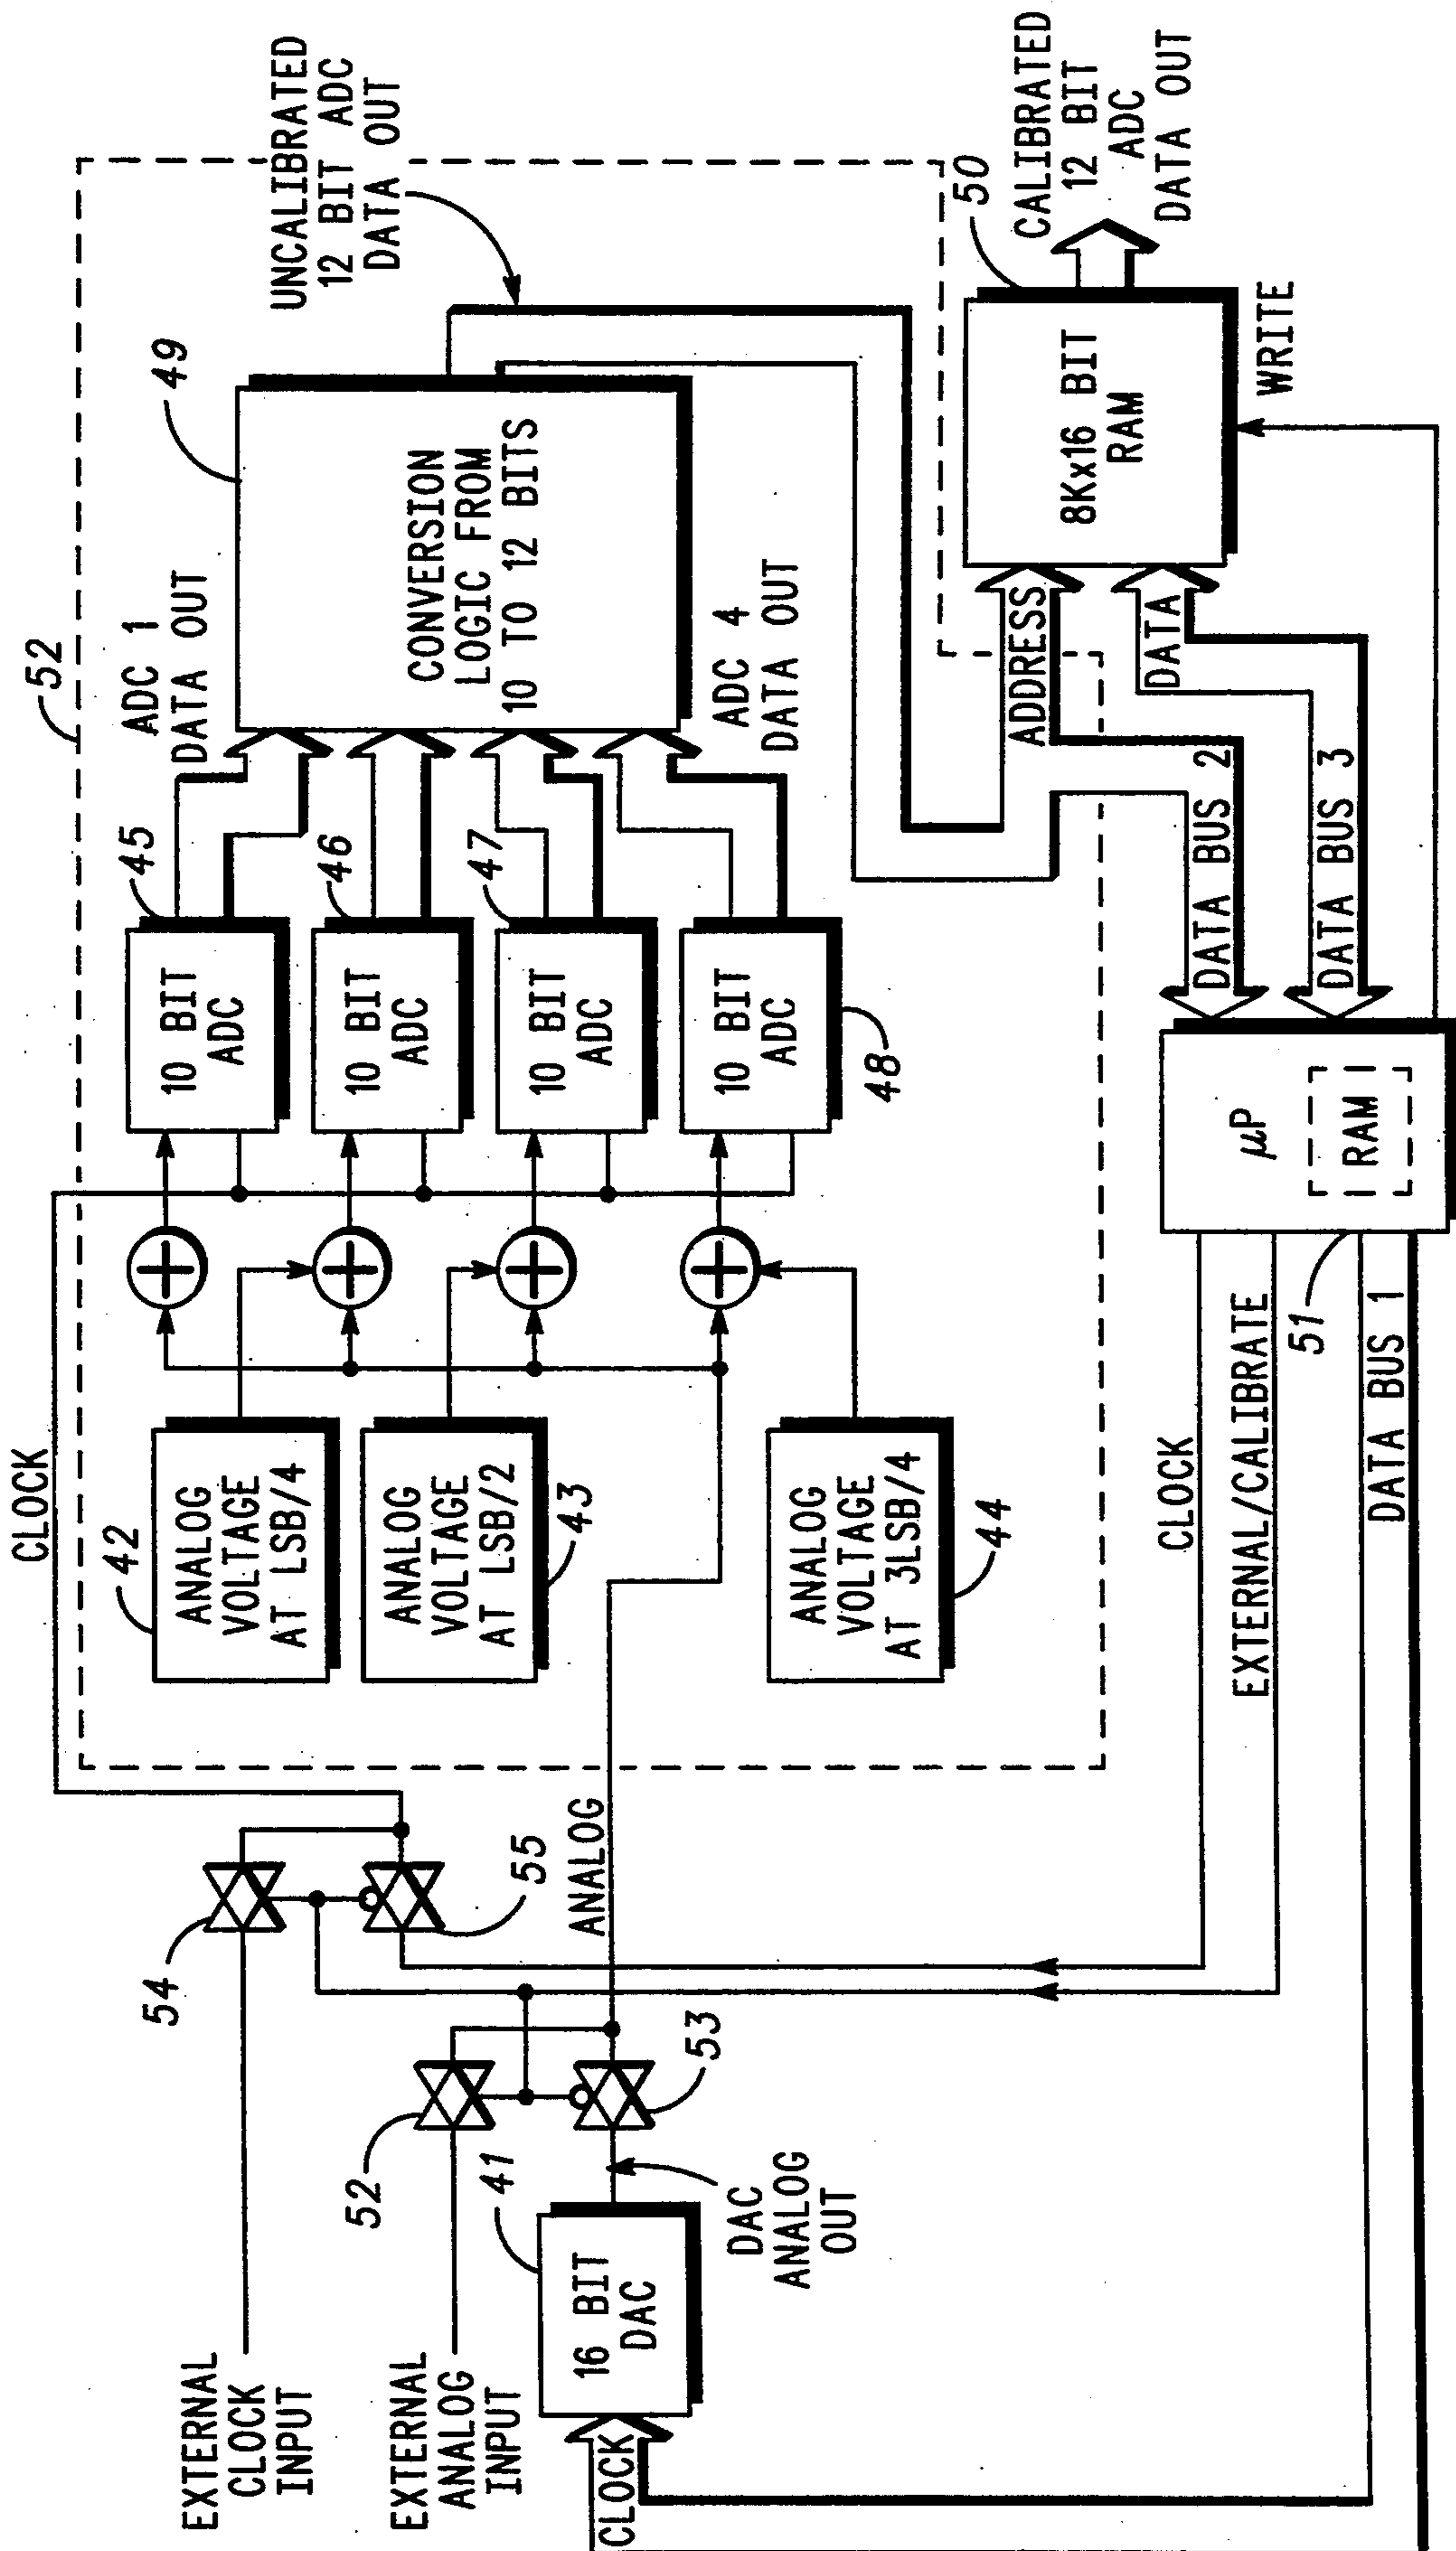 EXTERNAL
CLOCK
INPUT
EXTERNAL
ANALOG
INPUT
CLOCK
16 BIT
DAC
41
DAC
ANALOG
OUT
52
53
54
55
ANALOG
CLOCK
42
ANALOG
VOLTAGE
AT LSB/4
ANALOG
VOLTAGE
AT LSB/2
43
ANALOG
VOLTAGE
AT 3LSB/4
44
52
45
10 BIT
ADC
46
10 BIT
ADC
47
10 BIT
ADC
10 BIT
ADC
48
ADC 1
DATA OUT
ADC 4
DATA OUT
49
CONVERSION
LOGIC FROM
10 TO 12 BITS
UNCALIBRATED
12 BIT ADC
DATA OUT
50
8Kx16 BIT
RAM
ADDRESS
DATA
WRITE
CALIBRATED
12 BIT
ADC
DATA OUT
DATA BUS 2
DATA BUS 3
μP
RAM
51
CLOCK
EXTERNAL/CALIBRATE
DATA BUS 1